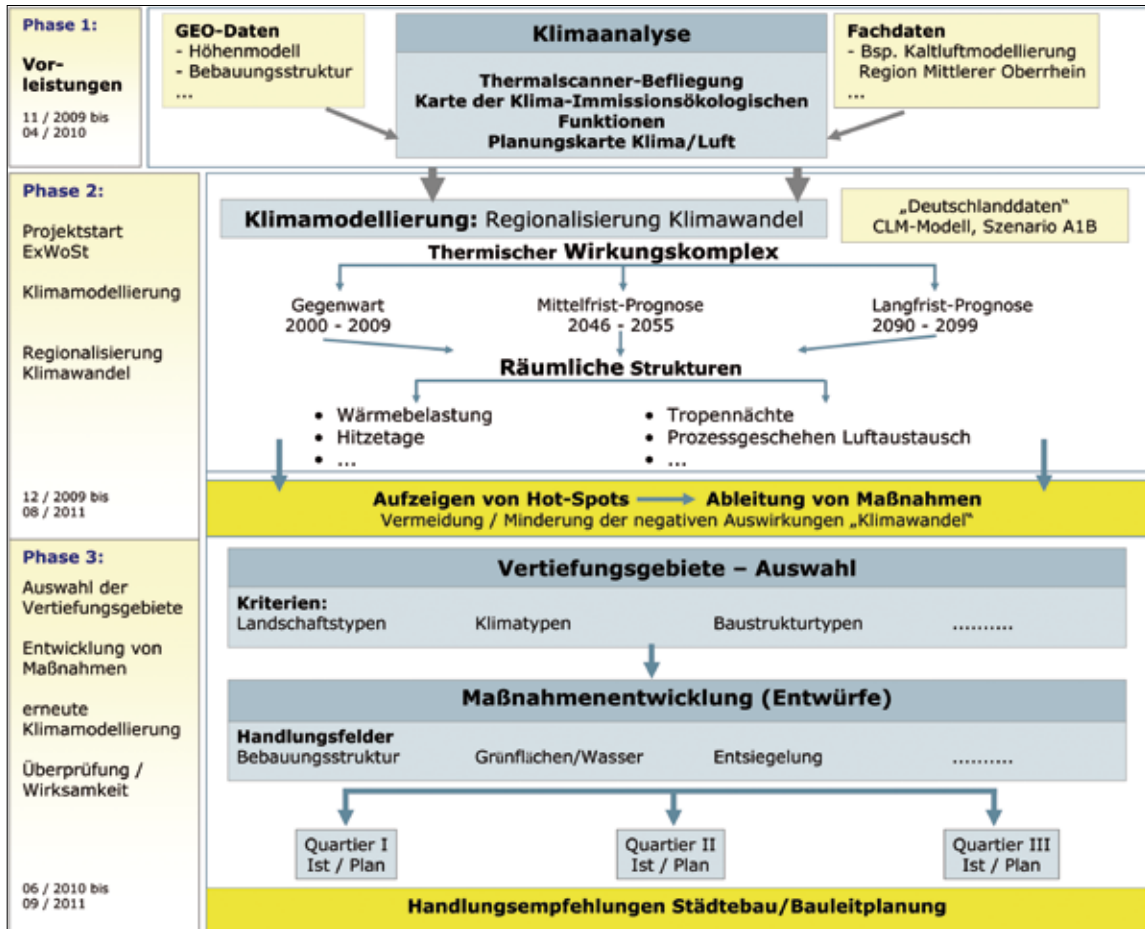 Phase 1:
Vor-
leistungen
11 / 2009 bis
04 / 2010
GEO-Daten
- Höhenmodell
- Bebauungsstruktur
...
Klimaanalyse
Thermalscanner-Befliegung
Karte der Klima-Immissionsökologischen
Funktionen
Planungskarte Klima/Luft
Fachdaten
- Bsp. Kaltluftmodellierung
Region Mittlerer Oberrhein
...
Phase 2:
Projektstart
ExWoSt
Klimamodellierung
Regionalisierung
Klimawandel
12 / 2009 bis
08 / 2011
Klimamodellierung: Regionalisierung Klimawandel
„Deutschlanddaten“
CLM-Modell, Szenario A1B
Thermischer Wirkungskomplex
Gegenwart
2000 - 2009
Mittelfrist-Prognose
2046 - 2055
Langfrist-Prognose
2090 - 2099
Räumliche Strukturen
• Wärmebelastung
• Hitzetage
• ...
• Tropennächte
• Prozessgeschehen Luftaustausch
• ...
Aufzeigen von Hot-Spots → Ableitung von Maßnahmen
Vermeidung / Minderung der negativen Auswirkungen „Klimawandel“
Phase 3:
Auswahl der
Vertiefungsgebiete
Entwicklung von
Maßnahmen
erneute
Klimamodellierung
Überprüfung /
Wirksamkeit
06 / 2010 bis
09 / 2011
Vertiefungsgebiete – Auswahl
Kriterien:
Landschaftstypen Klimatypen Baustrukturtypen ..........
Maßnahmenentwicklung (Entwürfe)
Handlungsfelder
Bebauungsstruktur Grünflächen/Wasser Entsiegelung ..........
Quartier I
Ist / Plan
Quartier II
Ist / Plan
Quartier III
Ist / Plan
Handlungsempfehlungen Städtebau/Bauleitplanung